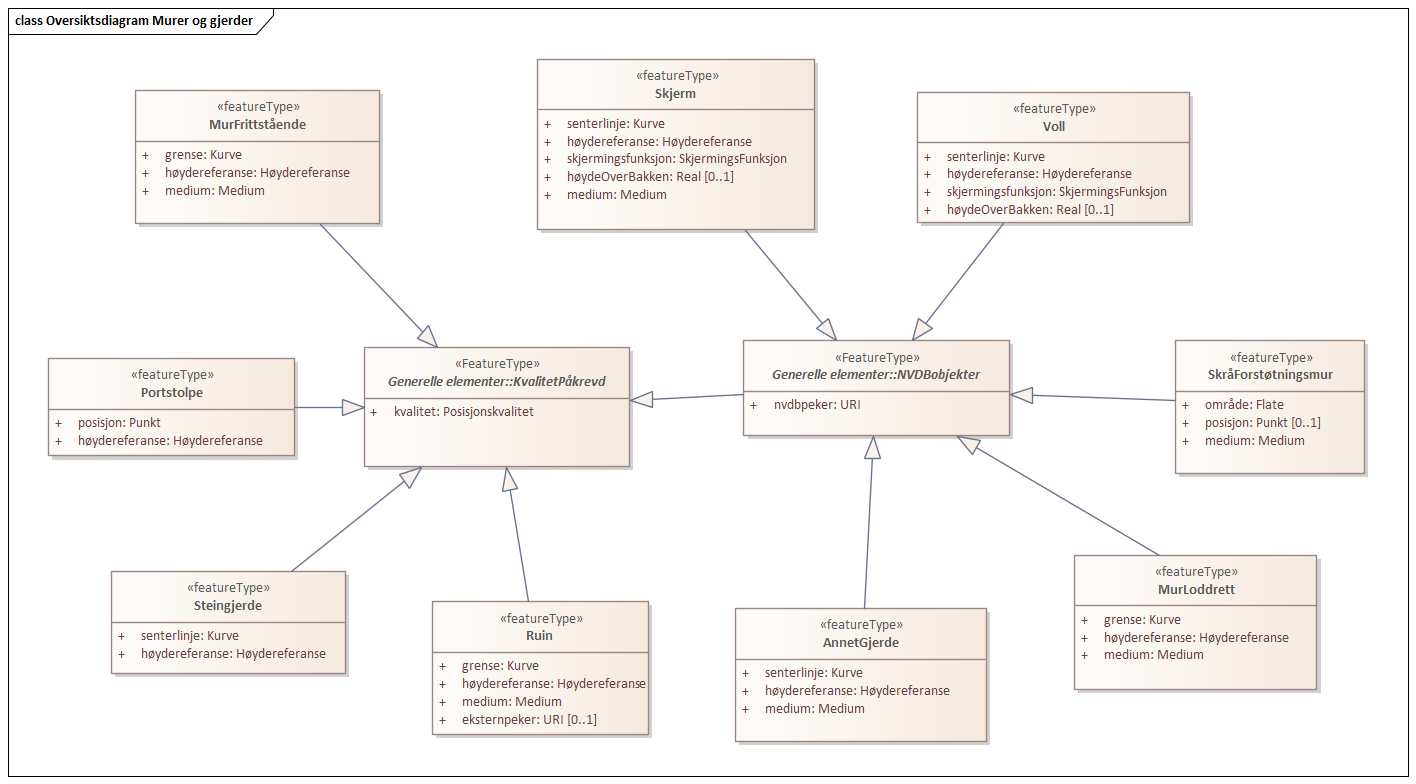 class Oversiktsdiagram Murer og gjerder
«featureType»
MurFrittstående
+ grense: Kurve
+ høydereferanse: Høydereferanse
+ medium: Medium
«featureType»
Skjerm
+ senterlinje: Kurve
+ høydereferanse: Høydereferanse
+ skjermingsfunksjon: SkjermingsFunksjon
+ høydeOverBakken: Real [0..1]
+ medium: Medium
«featureType»
Voll
+ senterlinje: Kurve
+ høydereferanse: Høydereferanse
+ skjermingsfunksjon: SkjermingsFunksjon
+ høydeOverBakken: Real [0..1]
«featureType»
Portstolpe
+ posisjon: Punkt
+ høydereferanse: Høydereferanse
«FeatureType»
Generelle elementer::KvalitetPåkrevd
+ kvalitet: Posisjonskvalitet
«FeatureType»
Generelle elementer::NVDBobjekter
+ nvdbpeker: URI
«featureType»
SkråForstøtningsmur
+ område: Flate
+ posisjon: Punkt [0..1]
+ medium: Medium
«featureType»
Steingjerde
+ senterlinje: Kurve
+ høydereferanse: Høydereferanse
«featureType»
Ruin
+ grense: Kurve
+ høydereferanse: Høydereferanse
+ medium: Medium
+ eksternpeker: URI [0..1]
«featureType»
AnnetGjerde
+ senterlinje: Kurve
+ høydereferanse: Høydereferanse
+ medium: Medium
«featureType»
MurLoddrett
+ grense: Kurve
+ høydereferanse: Høydereferanse
+ medium: Medium